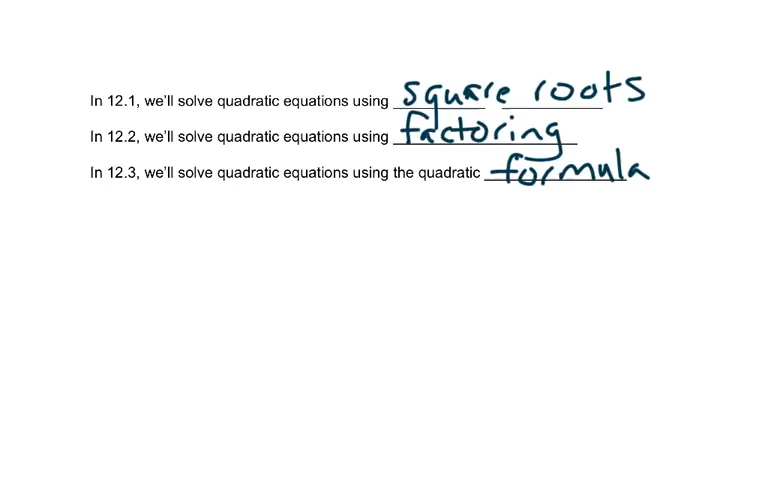 In 12.1, we'll solve quadratic equations using square roots
In 12.2, we'll solve quadratic equations using factoring
In 12.3, we'll solve quadratic equations using the quadratic formula